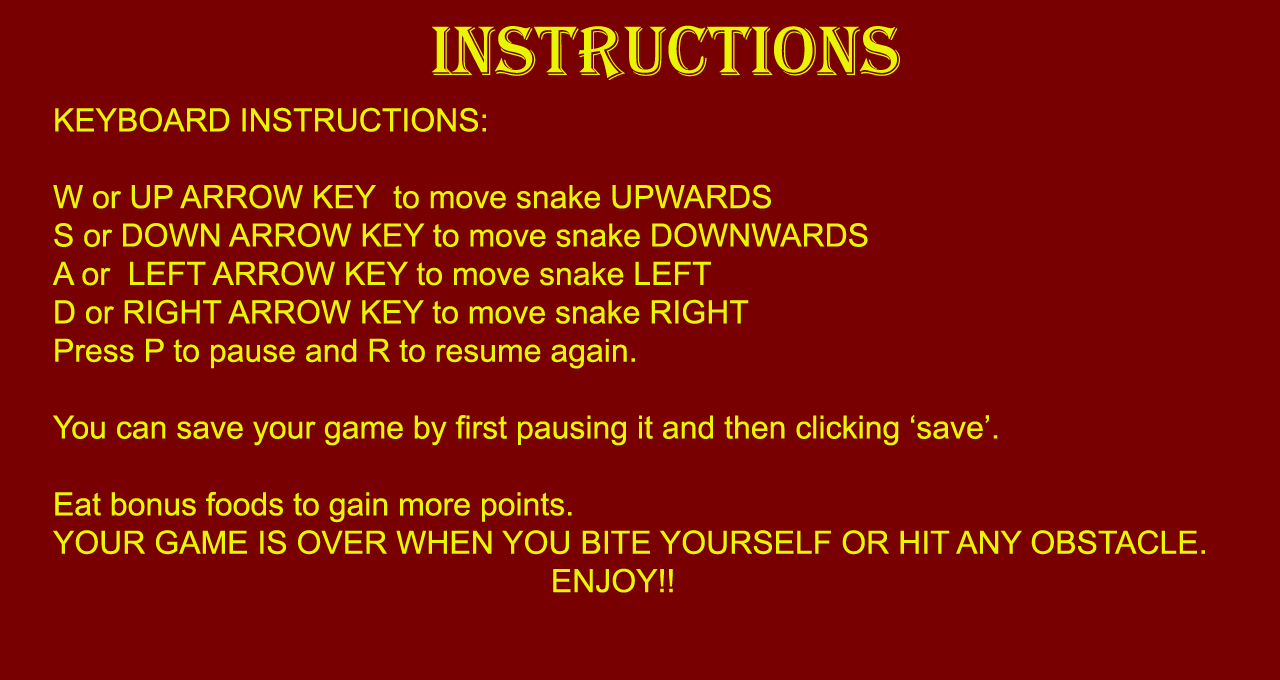 INSTRUCTIONS
KEYBOARD INSTRUCTIONS:
W or UP ARROW KEY  to move snake UPWARDS
S or DOWN ARROW KEY to move snake DOWNWARDS
A or  LEFT ARROW KEY to move snake LEFT
D or RIGHT ARROW KEY to move snake RIGHT
Press P to pause and R to resume again.
You can save your game by first pausing it and then clicking ‘save’.
Eat bonus foods to gain more points.
YOUR GAME IS OVER WHEN YOU BITE YOURSELF OR HIT ANY OBSTACLE.
ENJOY!!